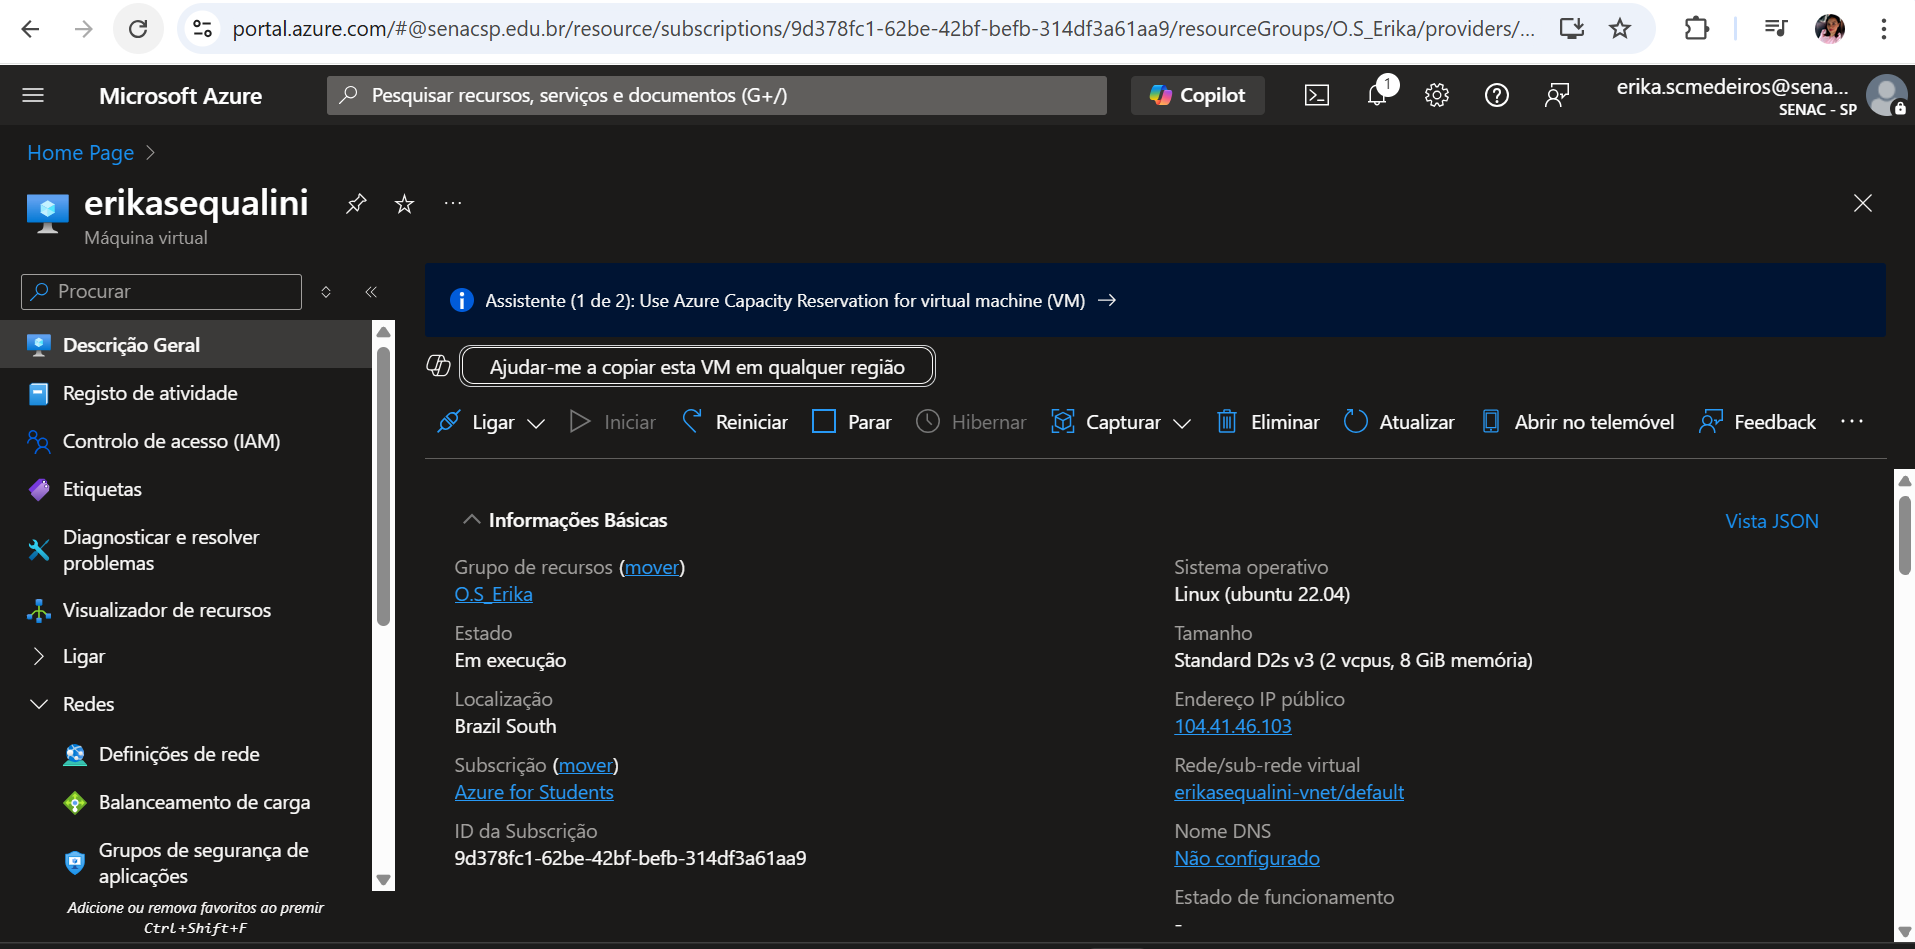 portal.azure.com/#@senacsp.edu.br/resource/subscriptions/9d378fc1-62be-42bf-befb-314df3a61aa9/resourceGroups/O.S_Erika/providers/...
Microsoft Azure
Pesquisar recursos, serviços e documentos (G+/)
Copilot
1
erika.scmedeiros@sena...
SENAC - SP
Home Page
erikasequalini
Máquina virtual
Procurar
Descrição Geral
Registo de atividade
Controlo de acesso (IAM)
Etiquetas
Diagnosticar e resolver
problemas
Visualizador de recursos
Ligar
Redes
Definições de rede
Balanceamento de carga
Grupos de segurança de
aplicações
Adicione ou remova favoritos ao premir
Ctrl+Shift+F
Assistente (1 de 2): Use Azure Capacity Reservation for virtual machine (VM)
Ajudar-me a copiar esta VM em qualquer região
Ligar
Iniciar
Reiniciar
Parar
Hibernar
Capturar
Eliminar
Atualizar
Abrir no telemóvel
Feedback
Informações Básicas
Vista JSON
Grupo de recursos (mover)
O.S_Erika
Estado
Em execução
Localização
Brazil South
Subscrição (mover)
Azure for Students
ID da Subscrição
9d378fc1-62be-42bf-befb-314df3a61aa9
Sistema operativo
Linux (ubuntu 22.04)
Tamanho
Standard D2s v3 (2 vcpus, 8 GiB memória)
Endereço IP público
104.41.46.103
Rede/sub-rede virtual
erikasequalini-vnet/default
Nome DNS
Não configurado
Estado de funcionamento
-